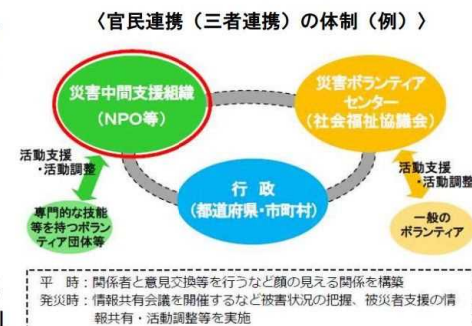 〈官民連携（三者連携）の体制（例）〉
災害中間支援組織
（NPO等）
災害ボランティア
センター
（社会福祉協議会）
活動支援
・活動調整
行 政
（都道府県・市町村）
活動支援
・活動調整
専門的な技能
等を持つボラン
ティア団体等
一般の
ボランティア
平　時：関係者と意見交換等を行うなど顔の見える関係を構築
発災時：情報共有会議を開催するなど被害状況の把握、被災者支援の情
報共有・活動調整等を実施